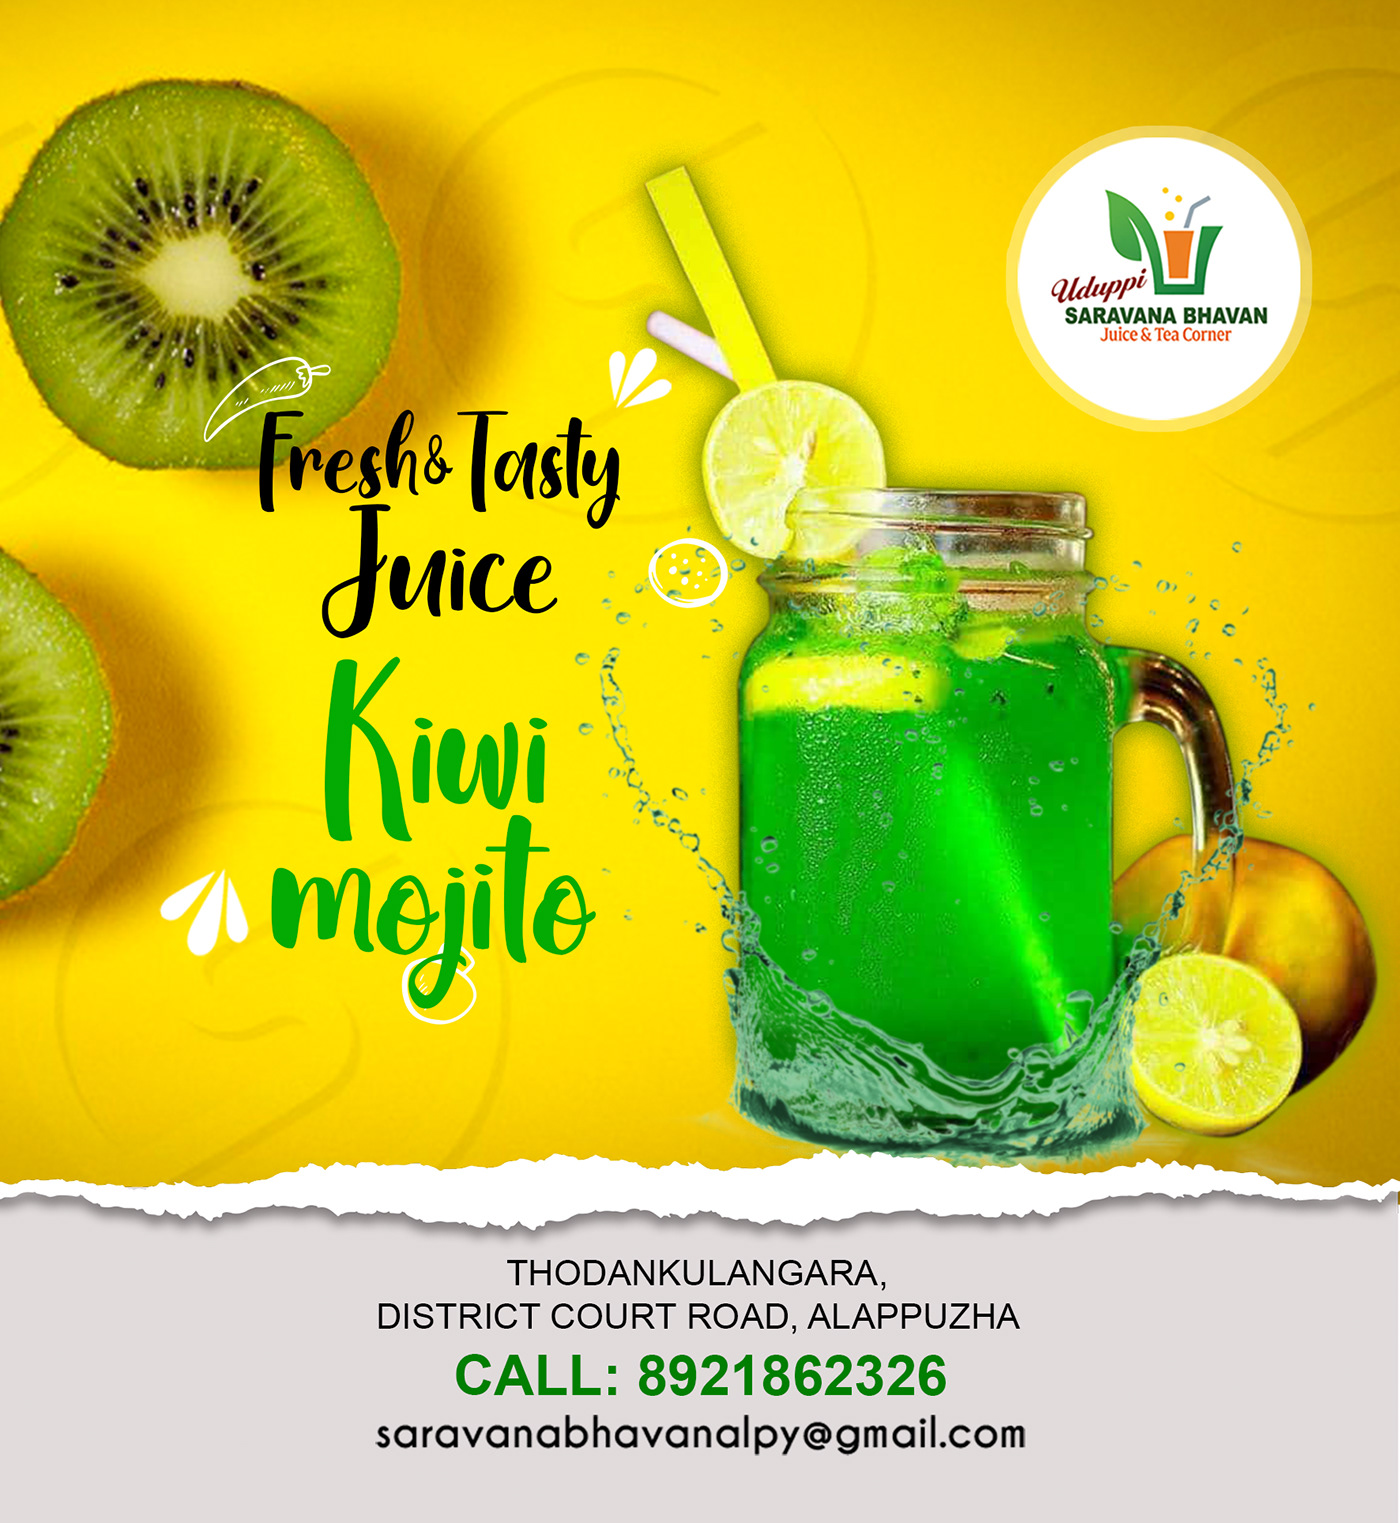 Uduppi
SARAVANA BHAVAN
Juice & Tea Corner
Fresh & Tasty
Juice
Kiwi
mojito
THODANKULANGARA,
DISTRICT COURT ROAD, ALAPPUZHA
CALL: 8921862326
saravanabhavanalpy@gmail.com